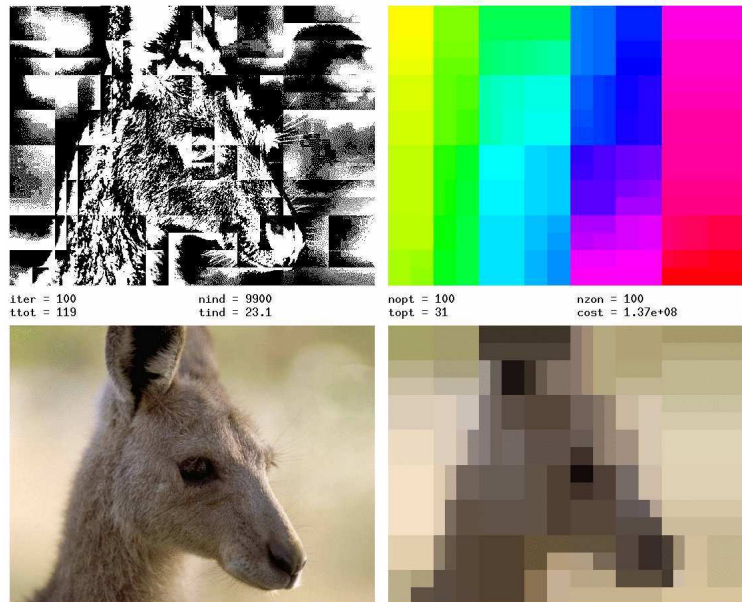 iter = 100 nind = 9900 nopt = 100 nzon = 100
ttot = 119 tind = 23.1 topt = 31 cost = 1.37e+08